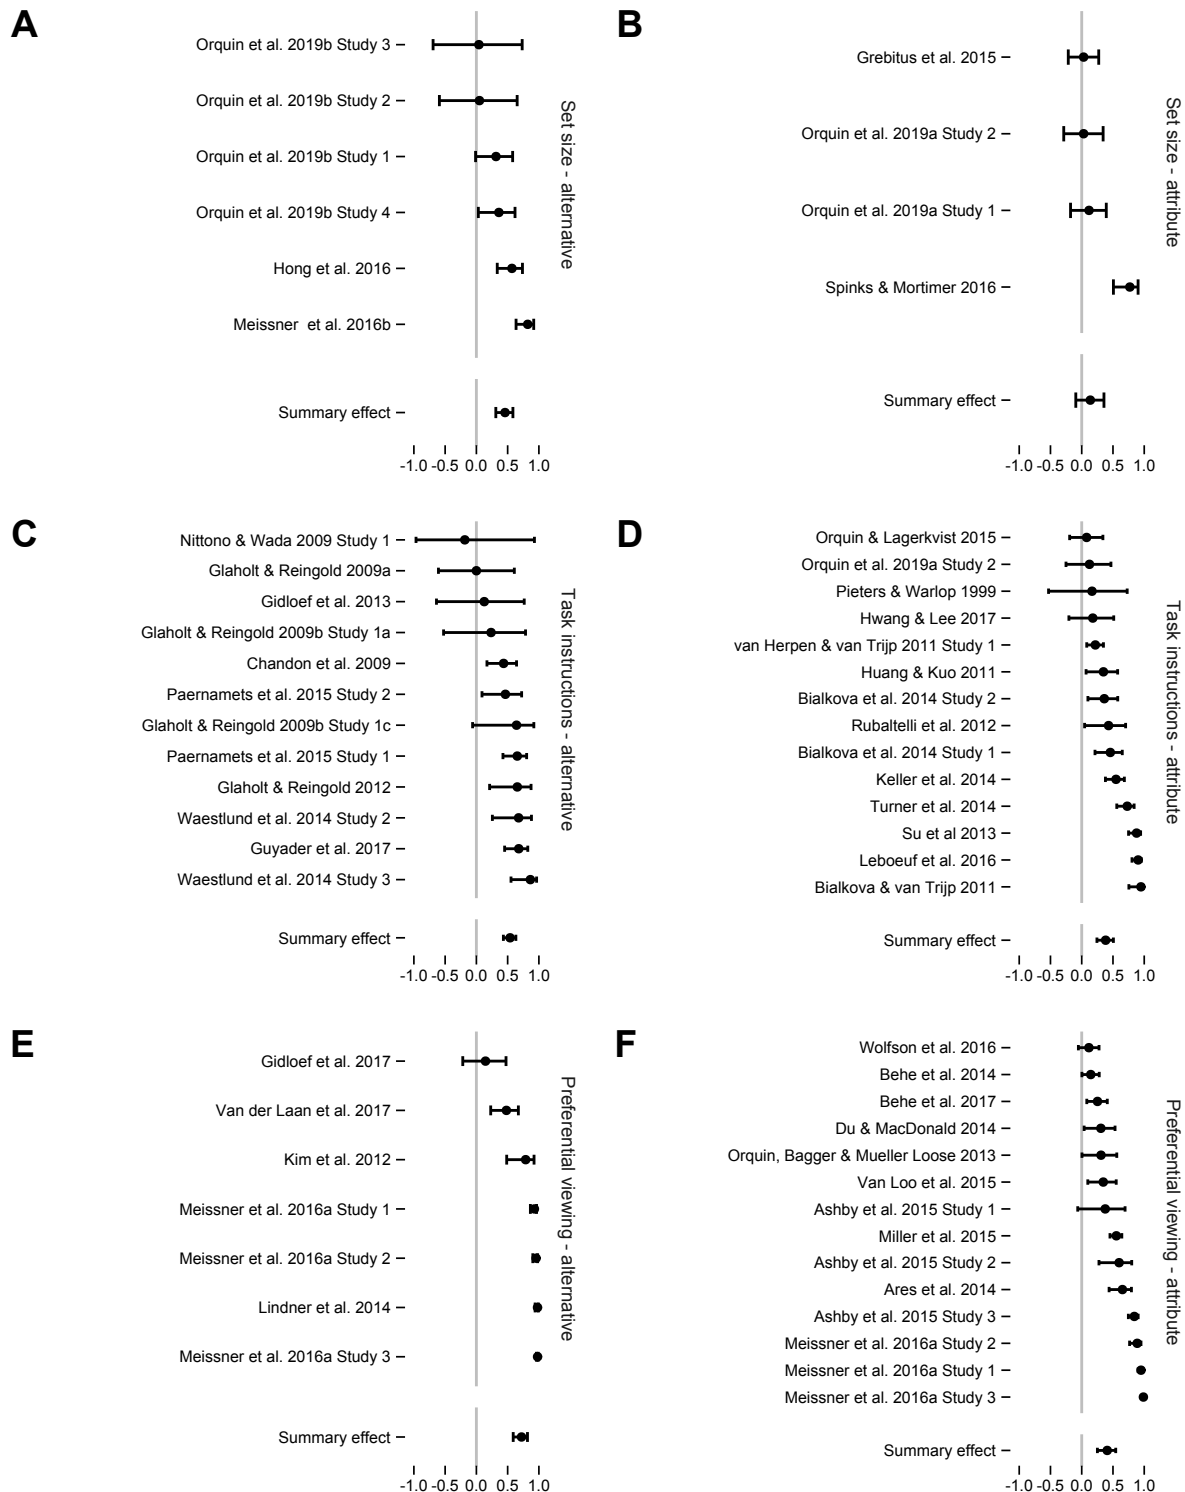 A
Orquin et al. 2019b Study 3
Orquin et al. 2019b Study 2
Orquin et al. 2019b Study 1
Orquin et al. 2019b Study 4
Hong et al. 2016
Meissner  et al. 2016b
Summary effect
-1.0 -0.5 0.0 0.5 1.0
Set size - alternative
B
Grebitus et al. 2015
Orquin et al. 2019a Study 2
Orquin et al. 2019a Study 1
Spinks & Mortimer 2016
Summary effect
-1.0 -0.5 0.0 0.5 1.0
Set size - attribute
C
Nittono & Wada 2009 Study 1
Glaholt & Reingold 2009a
Gidloef et al. 2013
Glaholt & Reingold 2009b Study 1a
Chandon et al. 2009
Paernamets et al. 2015 Study 2
Glaholt & Reingold 2009b Study 1c
Paernamets et al. 2015 Study 1
Glaholt & Reingold 2012
Waestlund et al. 2014 Study 2
Guyader et al. 2017
Waestlund et al. 2014 Study 3
Summary effect
-1.0 -0.5 0.0 0.5 1.0
Task instructions - alternative
D
Orquin & Lagerkvist 2015
Orquin et al. 2019a Study 2
Pieters & Warlop 1999
Hwang & Lee 2017
van Herpen & van Trijp 2011 Study 1
Huang & Kuo 2011
Bialkova et al. 2014 Study 2
Rubaltelli et al. 2012
Bialkova et al. 2014 Study 1
Keller et al. 2014
Turner et al. 2014
Su et al 2013
Leboeuf et al. 2016
Bialkova & van Trijp 2011
Summary effect
-1.0 -0.5 0.0 0.5 1.0
Task instructions - attribute
E
Gidloef et al. 2017
Van der Laan et al. 2017
Kim et al. 2012
Meissner et al. 2016a Study 1
Meissner et al. 2016a Study 2
Lindner et al. 2014
Meissner et al. 2016a Study 3
Summary effect
-1.0 -0.5 0.0 0.5 1.0
Preferential viewing - alternative
F
Wolfson et al. 2016
Behe et al. 2014
Behe et al. 2017
Du & MacDonald 2014
Orquin, Bagger & Mueller Loose 2013
Van Loo et al. 2015
Ashby et al. 2015 Study 1
Miller et al. 2015
Ashby et al. 2015 Study 2
Ares et al. 2014
Ashby et al. 2015 Study 3
Meissner et al. 2016a Study 2
Meissner et al. 2016a Study 1
Meissner et al. 2016a Study 3
Summary effect
-1.0 -0.5 0.0 0.5 1.0
Preferential viewing - attribute